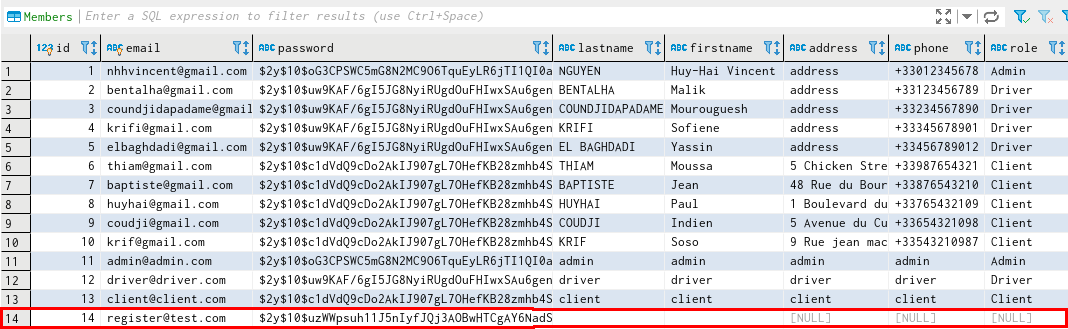 Members Enter a SQL expression to filter results (use Ctrl+Space)
123 id ABC email ABC password ABC lastname ABC firstname ABC address ABC phone ABC role
1 1 nhhvincent@gmail.com $2y$10$oG3CPSWC5mG8N2MC9O6TquEyLR6jTI1QI0a NGUYEN Huy-Hai Vincent address +33012345678 Admin
2 2 bentalha@gmail.com $2y$10$uw9KAF/6gI5JG8NyiRUgdOuFHIwxSAu6gen BENTALHA Malik address +33123456789 Driver
3 3 coundjidapadame@gmail $2y$10$uw9KAF/6gI5JG8NyiRUgdOuFHIwxSAu6gen COUNDJIDAPADAME Mourouguesh address +33234567890 Driver
4 4 krifi@gmail.com $2y$10$uw9KAF/6gI5JG8NyiRUgdOuFHIwxSAu6gen KRIFI Sofiene address +33345678901 Driver
5 5 elbaghdadi@gmail.com $2y$10$uw9KAF/6gI5JG8NyiRUgdOuFHIwxSAu6gen EL BAGHDADI Yassin address +33456789012 Driver
6 6 thiam@gmail.com $2y$10$c1dVdQ9cDo2AkIJ907gL7OHefKB28zmhb4S THIAM Moussa 5 Chicken Stre +33987654321 Client
7 7 baptiste@gmail.com $2y$10$c1dVdQ9cDo2AkIJ907gL7OHefKB28zmhb4S BAPTISTE Jean 48 Rue du Bour +33876543210 Client
8 8 huyhai@gmail.com $2y$10$c1dVdQ9cDo2AkIJ907gL7OHefKB28zmhb4S HUYHAI Paul 1 Boulevard du +33765432109 Client
9 9 coudji@gmail.com $2y$10$c1dVdQ9cDo2AkIJ907gL7OHefKB28zmhb4S COUDJI Indien 5 Avenue du Cu +33654321098 Client
10 10 krif@gmail.com $2y$10$c1dVdQ9cDo2AkIJ907gL7OHefKB28zmhb4S KRIF Soso 9 Rue jean mac +33543210987 Client
11 11 admin@admin.com $2y$10$oG3CPSWC5mG8N2MC9O6TquEyLR6jTI1QI0a admin admin admin admin Admin
12 12 driver@driver.com $2y$10$uw9KAF/6gI5JG8NyiRUgdOuFHIwxSAu6gen driver driver driver driver Driver
13 13 client@client.com $2y$10$c1dVdQ9cDo2AkIJ907gL7OHefKB28zmhb4S client client client client Client
14 14 register@test.com $2y$10$uzWWpsuh11J5nIyfJQj3AOBwHTCgAY6NadS [NULL] [NULL] [NULL]